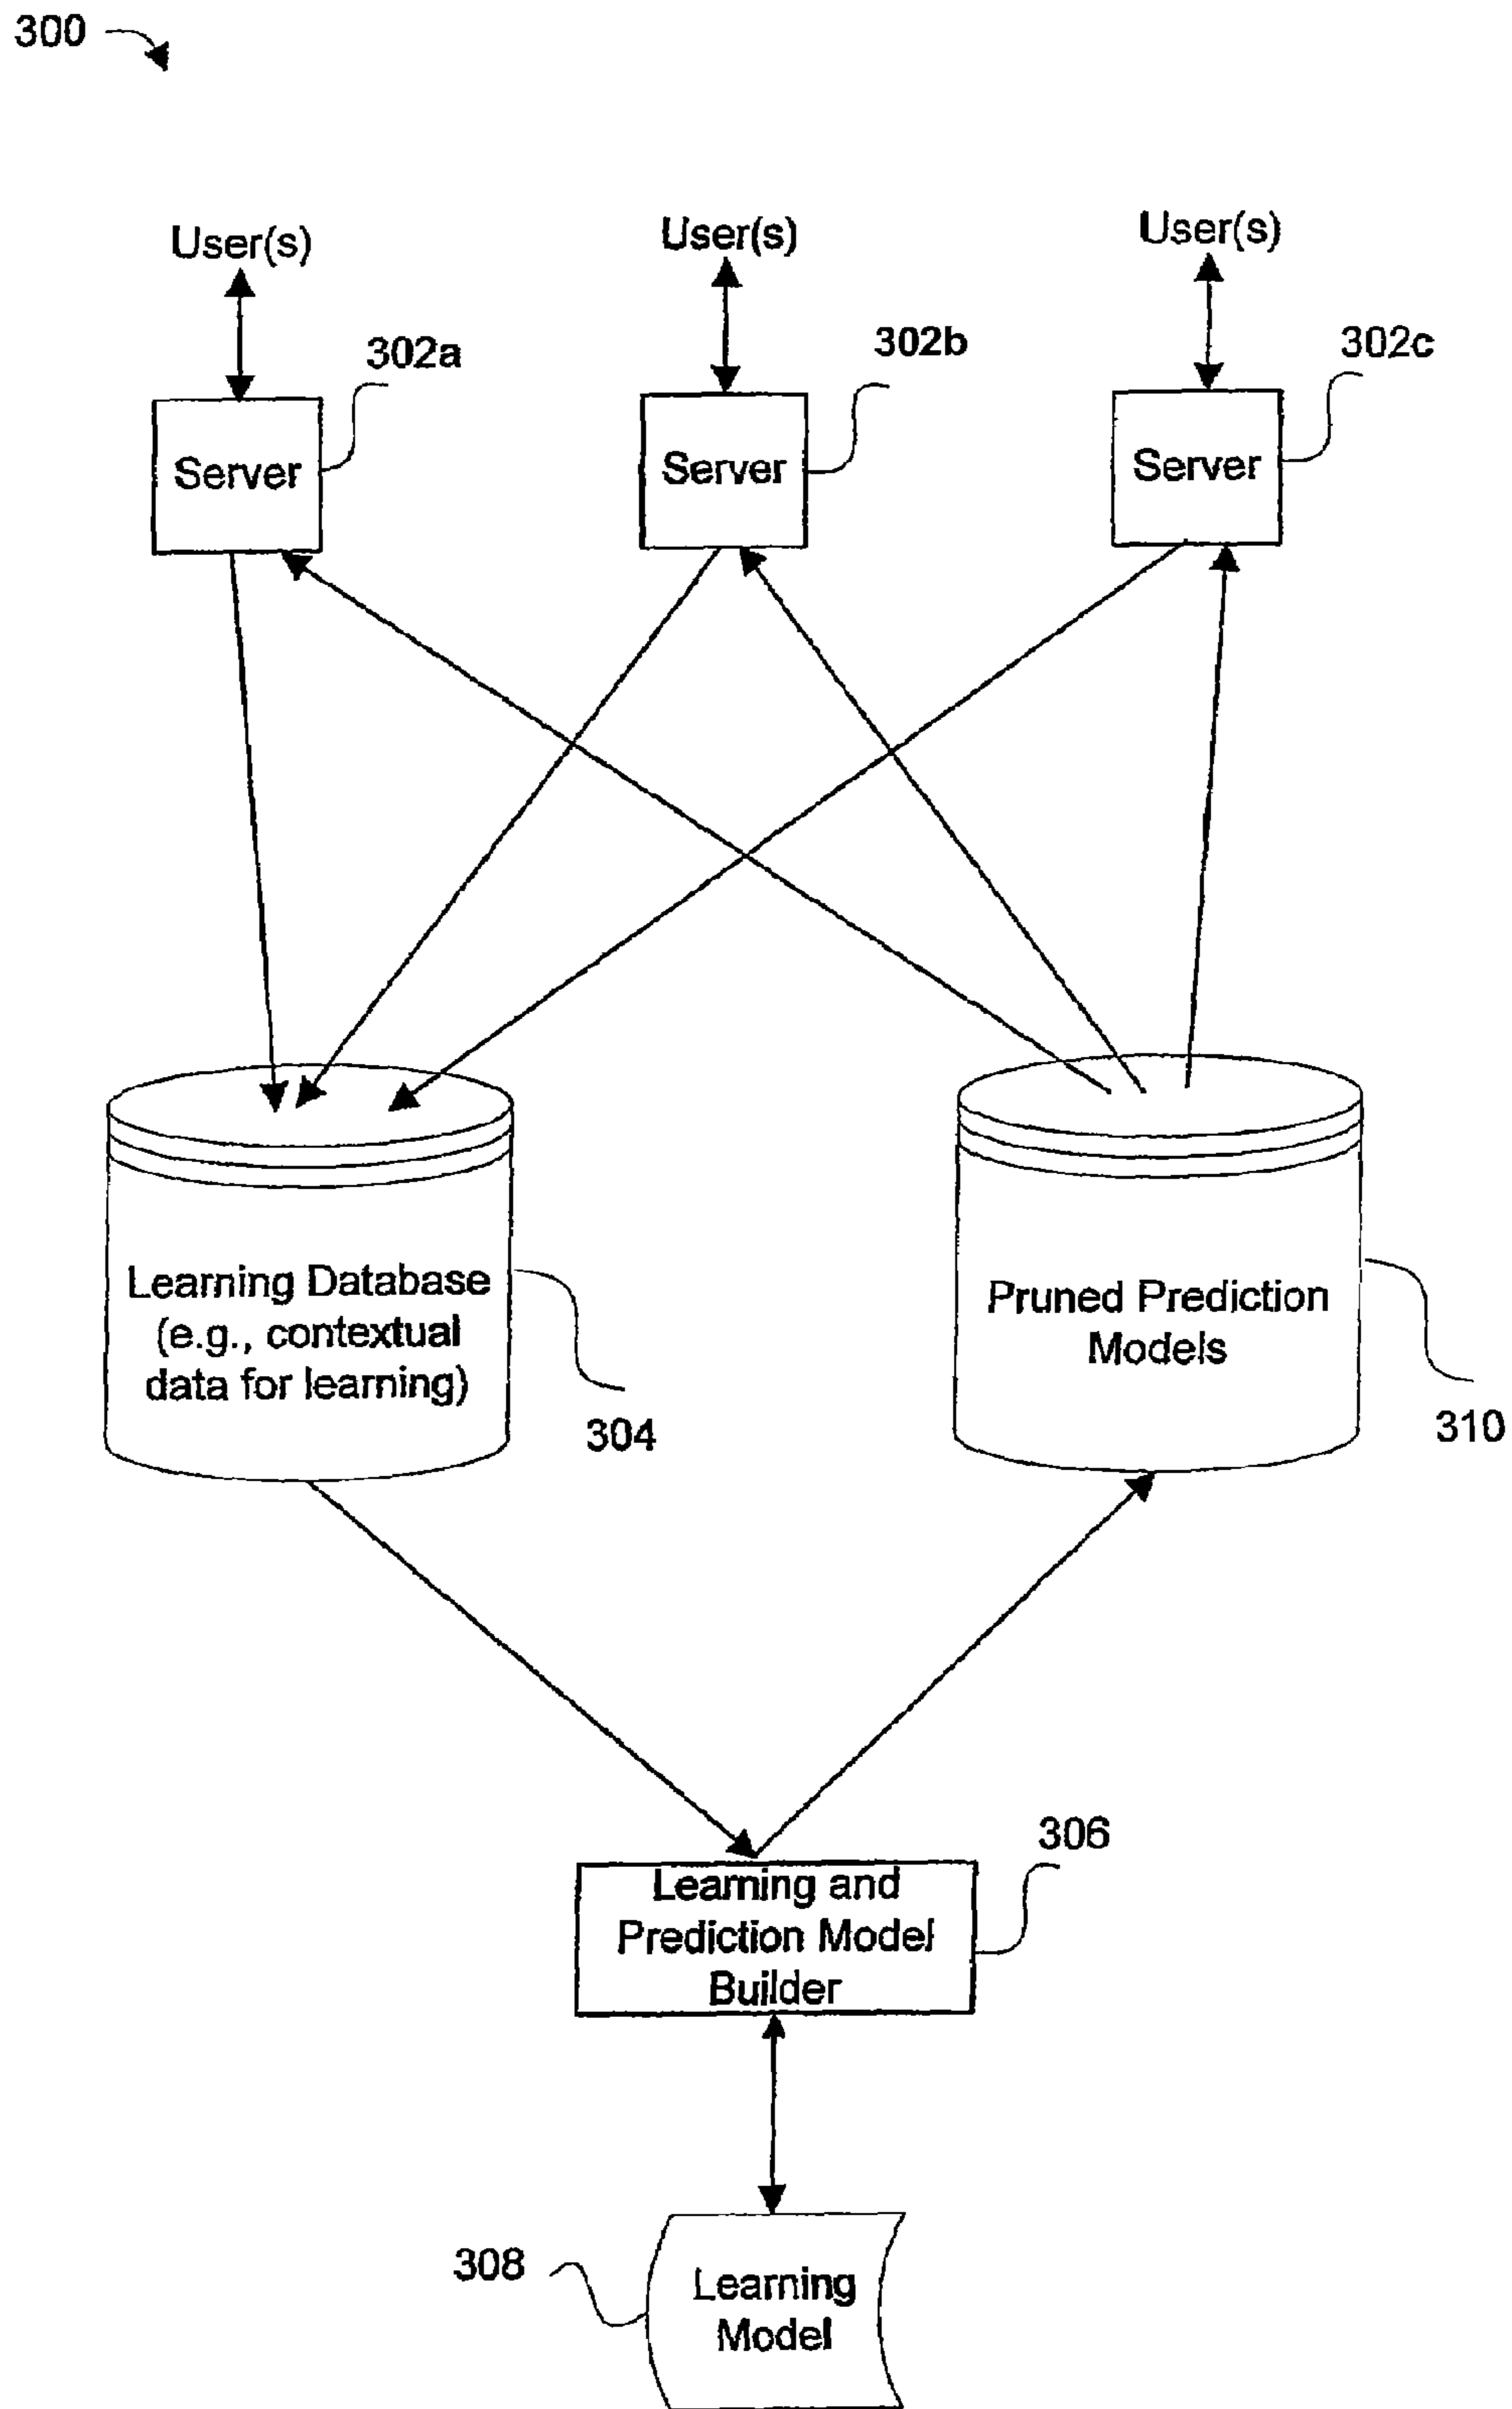 300
User(s)
User(s)
User(s)
302a
302b
302c
Server
Server
Server
Learning Database
(e.g., contextual
data for learning)
304
Pruned Prediction
Models
310
306
Learning and
Prediction Model
Builder
308
Learning
Model